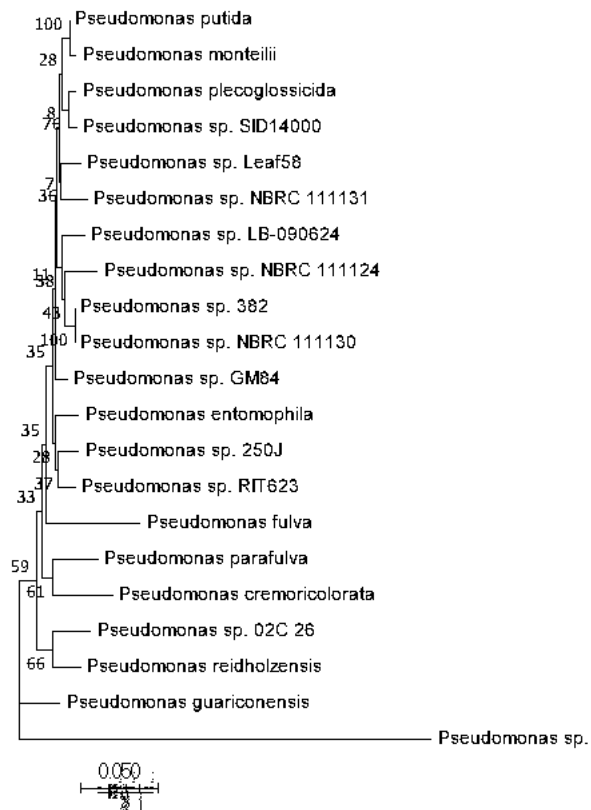 100 Pseudomonas putida
28 Pseudomonas monteilii
Pseudomonas plecoglossicida
8
76 Pseudomonas sp. SID14000
Pseudomonas sp. Leaf58
7
36 Pseudomonas sp. NBRC 111131
Pseudomonas sp. LB-090624
11 Pseudomonas sp. NBRC 111124
38
43 Pseudomonas sp. 382
100 Pseudomonas sp. NBRC 111130
35
Pseudomonas sp. GM84
Pseudomonas entomophila
35
28 Pseudomonas sp. 250J
37 Pseudomonas sp. RIT623
33
Pseudomonas fulva
Pseudomonas parafulva
59
61 Pseudomonas cremoricolorata
Pseudomonas sp. 02C 26
66 Pseudomonas reidholzensis
Pseudomonas guariconensis
Pseudomonas sp.
0.050